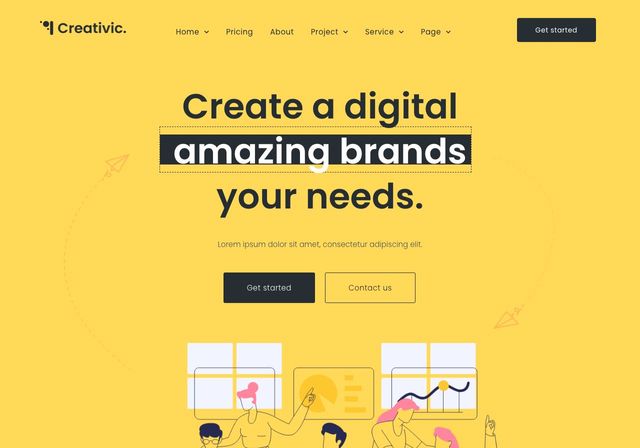 Creativic.
Home Pricing About Project Service Page
Get started
Create a digital
amazing brands
your needs.
Lorem ipsum dolor sit amet, consectetur adipiscing elit.
Get started
Contact us